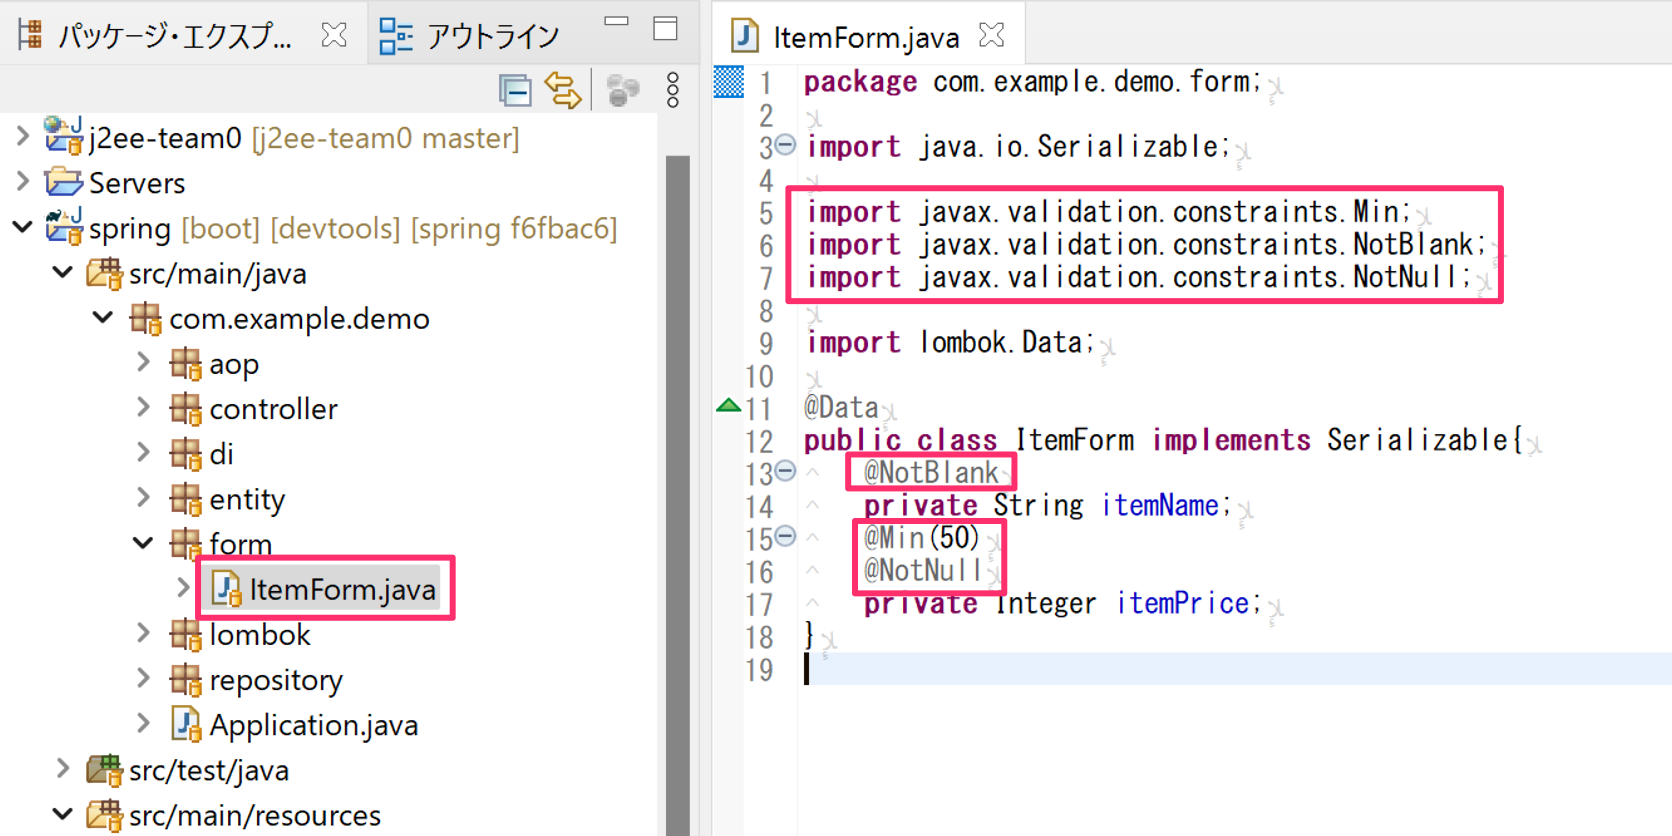 パッケージ・エクスプ...
アウトライン
j2ee-team0 [j2ee-team0 master]
Servers
spring [boot] [devtools] [spring f6fbac6]
src/main/java
com.example.demo
aop
controller
di
entity
form
ItemForm.java
lombok
repository
Application.java
src/test/java
src/main/resources
ItemForm.java
1 package com.example.demo.form;
2
3 import java.io.Serializable;
4
5 import javax.validation.constraints.Min;
6 import javax.validation.constraints.NotBlank;
7 import javax.validation.constraints.NotNull;
8
9 import lombok.Data;
10
11 @Data
12 public class ItemForm implements Serializable{
13 @NotBlank
14 private String itemName;
15 @Min(50)
16 @NotNull
17 private Integer itemPrice;
18 }
19